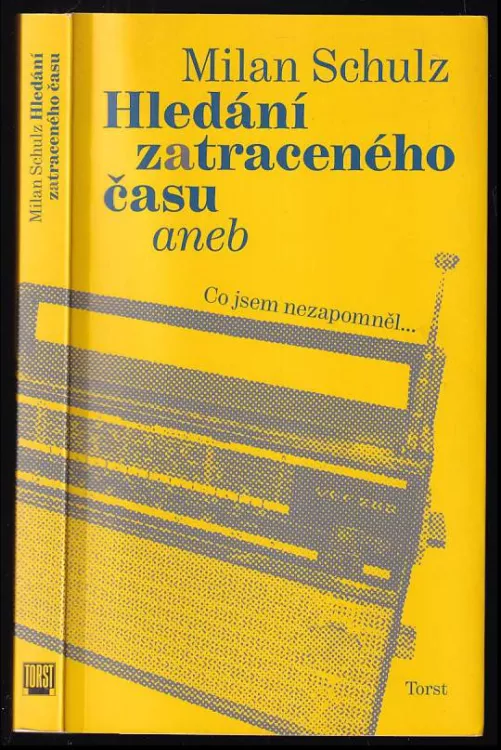 Milan Schulz
Hledání
zatraceného
času
aneb
Co jsem nezapomněl...
Torst
Milan Schulz Hledání
zatraceného času
TORST